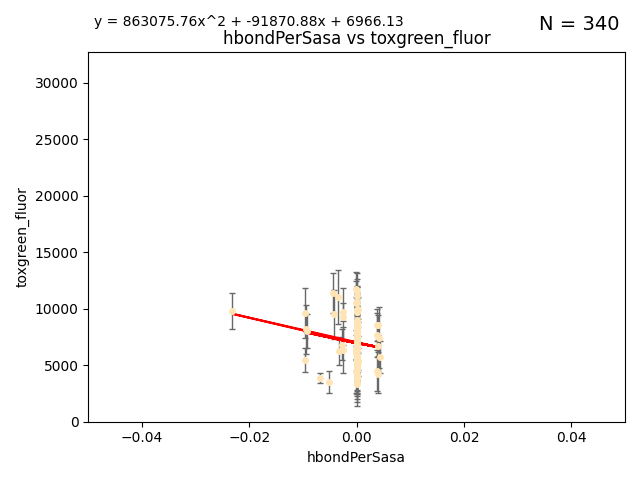 y = 863075.76x^2 + -91870.88x + 6966.13
N = 340
hbondPerSasa vs toxgreen_fluor
30000
25000
20000
15000
10000
5000
0
toxgreen_fluor
−0.04
−0.02
0.00
0.02
0.04
hbondPerSasa